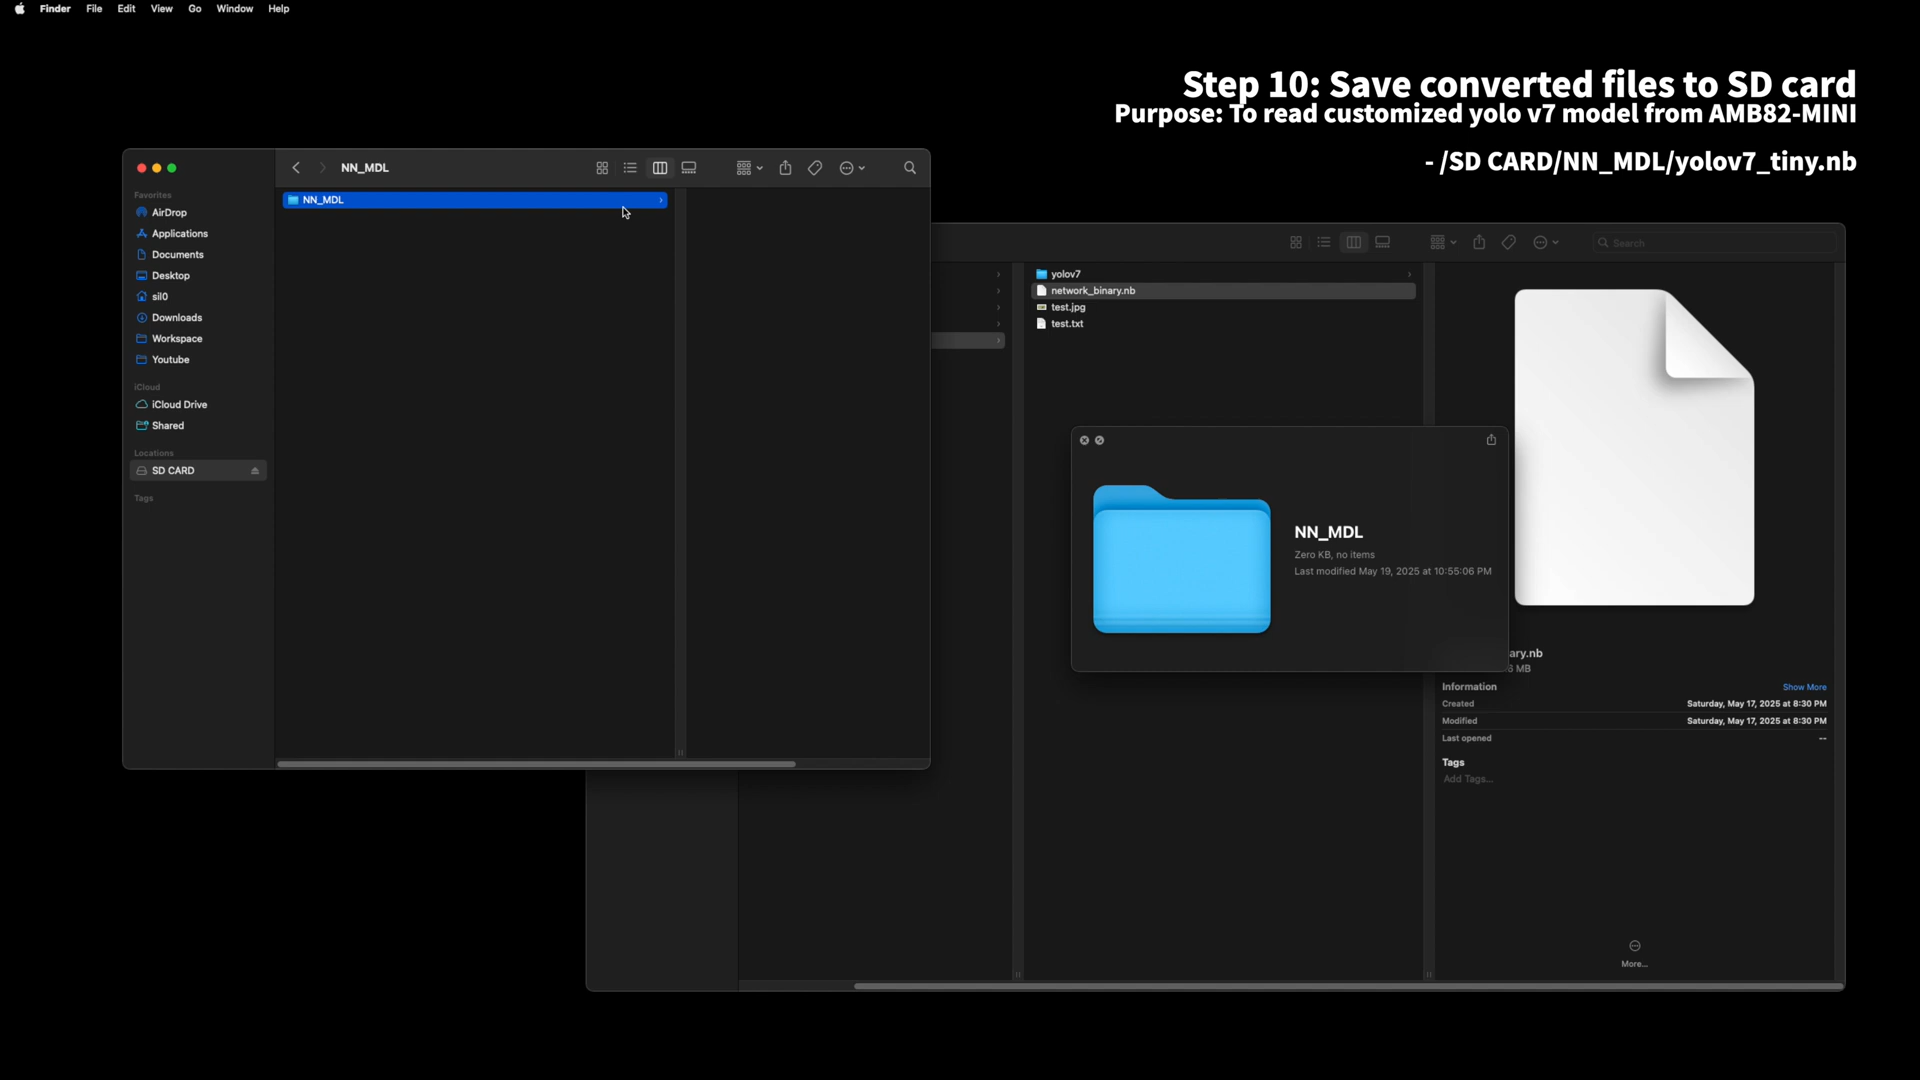 Finder File Edit View Go Window Help
Step 10: Save converted files to SD card
Purpose: To read customized yolo v7 model from AMB82-MINI
- /SD CARD/NN_MDL/yolov7_tiny.nb
NN_MDL
Favorites
AirDrop
Applications
Documents
Desktop
sil0
Downloads
Workspace
Youtube
iCloud
iCloud Drive
Shared
Locations
SD CARD
Tags
NN_MDL
Search
yolov7
network_binary.nb
test.jpg
test.txt
NN_MDL
Zero KB, no items
Last modified May 19, 2025 at 10:55:06 PM
ary.nb
MB
Information Show More
Created Saturday, May 17, 2025 at 8:30 PM
Modified Saturday, May 17, 2025 at 8:30 PM
Last opened --
Tags
Add Tags...
More...